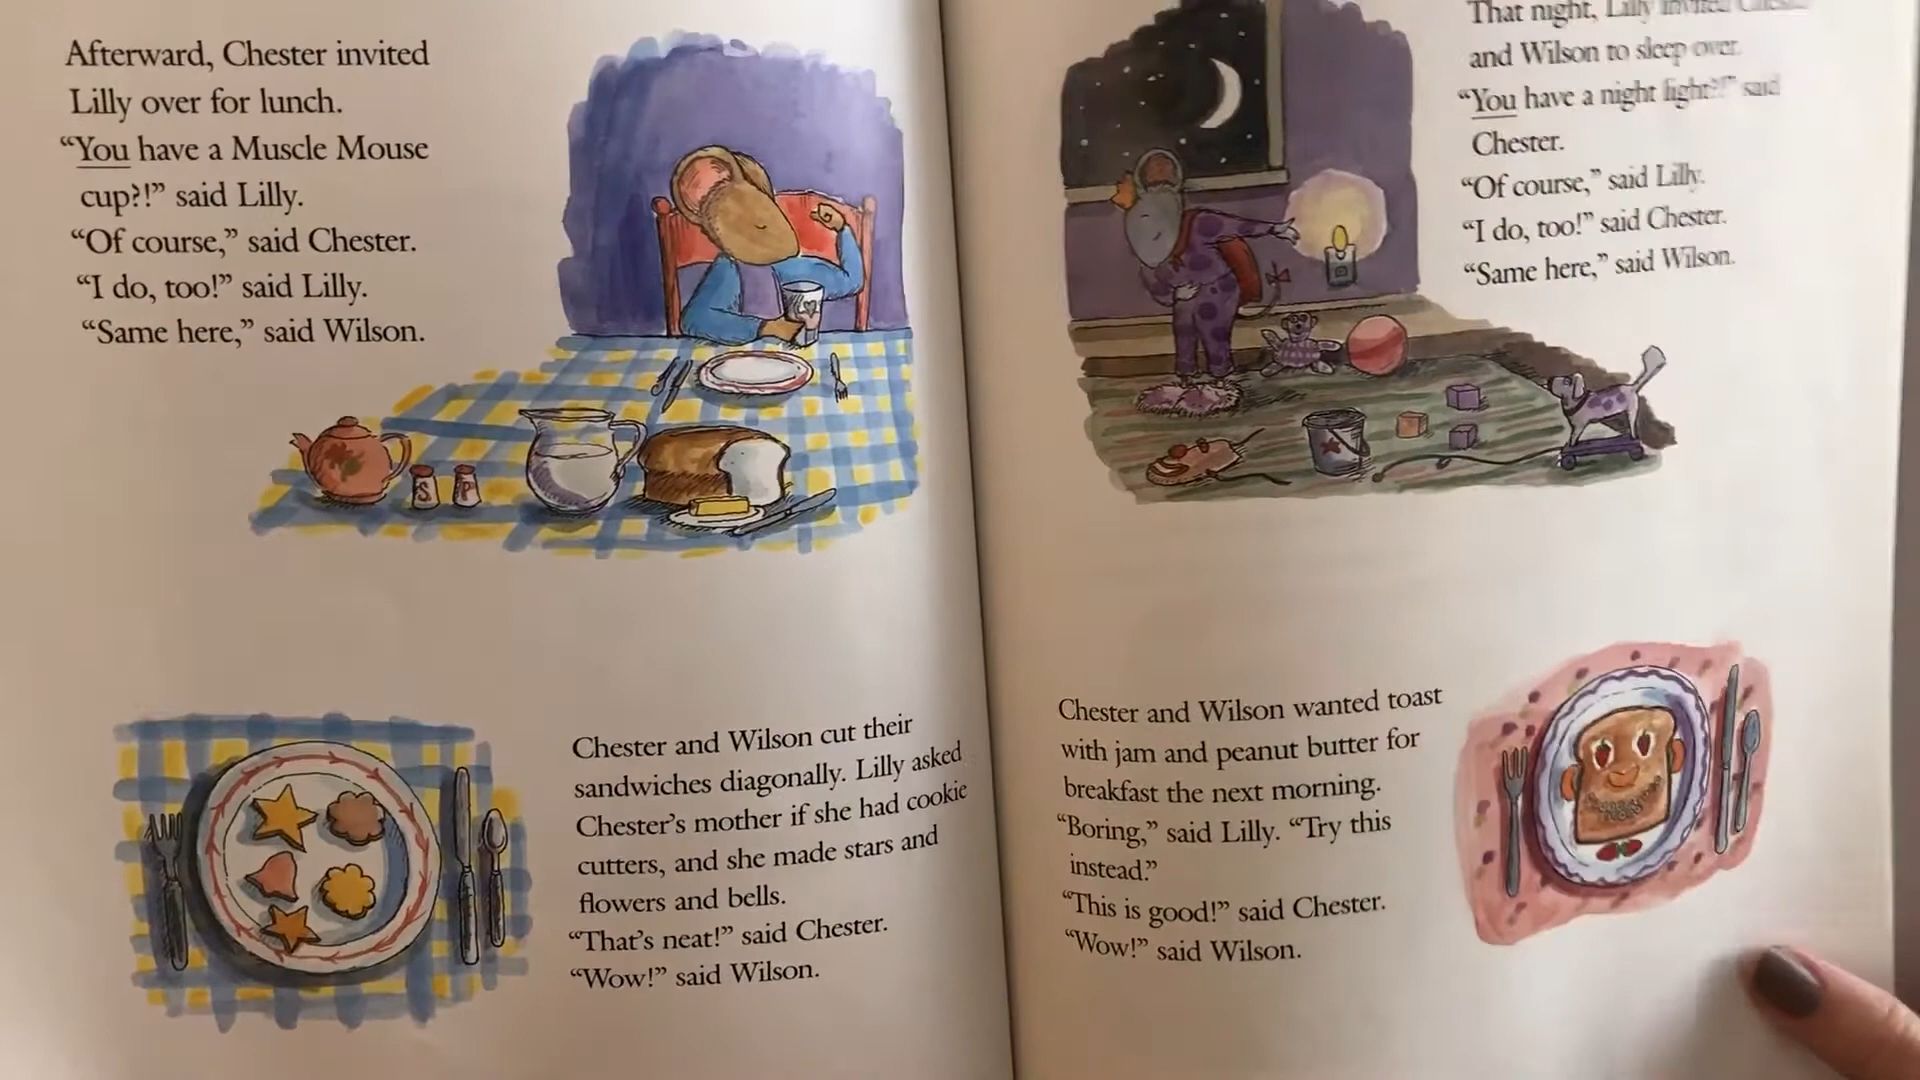 Afterward, Chester invited
Lilly over for lunch.
“You have a Muscle Mouse
cup?!” said Lilly.
“Of course,” said Chester.
“I do, too!” said Lilly.
“Same here,” said Wilson.
S P
Chester and Wilson cut their
sandwiches diagonally. Lilly asked
Chester’s mother if she had cookie
cutters, and she made stars and
flowers and bells.
“That’s neat!” said Chester.
“Wow!” said Wilson.
That night, Lilly invited Chester
and Wilson to sleep over.
“You have a night light?!” said
Chester.
“Of course,” said Lilly.
“I do, too!” said Chester.
“Same here,” said Wilson.
Chester and Wilson wanted toast
with jam and peanut butter for
breakfast the next morning.
“Boring,” said Lilly. “Try this
instead.”
“This is good!” said Chester.
“Wow!” said Wilson.